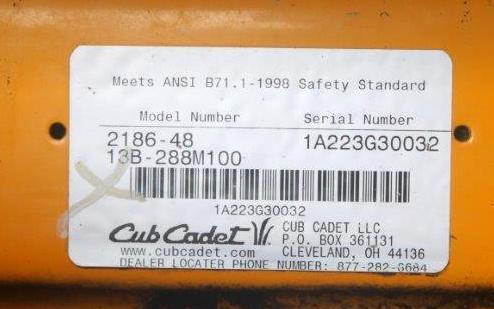 Meets ANSI B71.1-1998 Safety Standard
Model Number Serial Number
2186-48 1A223G30032
13B-288M100
1A223G30032
Cub Cadet CUB CADET LLC
P.O. BOX 361131
www.cubcadet.com CLEVELAND, OH 44136
DEALER LOCATER PHONE NUMBER: 877-282-8684